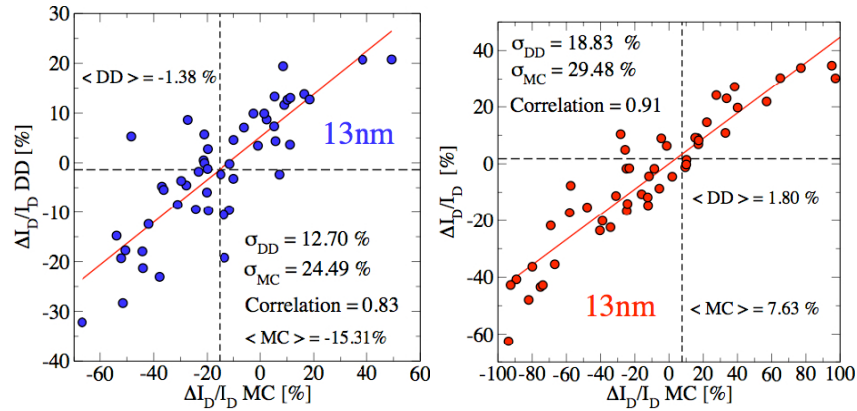 ΔI_D/I_D DD [%]
30
20
10
0
-10
-20
-30
-40
< DD > = -1.38 %
13nm
σ_DD = 12.70 %
σ_MC = 24.49 %
Correlation = 0.83
< MC > = -15.31%
-60 -40 -20 0 20 40 60
ΔI_D/I_D MC [%]
ΔI_D/I_D [%]
40
20
0
-20
-40
-60
σ_DD = 18.83 %
σ_MC = 29.48 %
Correlation = 0.91
< DD > = 1.80 %
< MC > = 7.63 %
13nm
-100 -80 -60 -40 -20 0 20 40 60 80 100
ΔI_D/I_D MC [%]